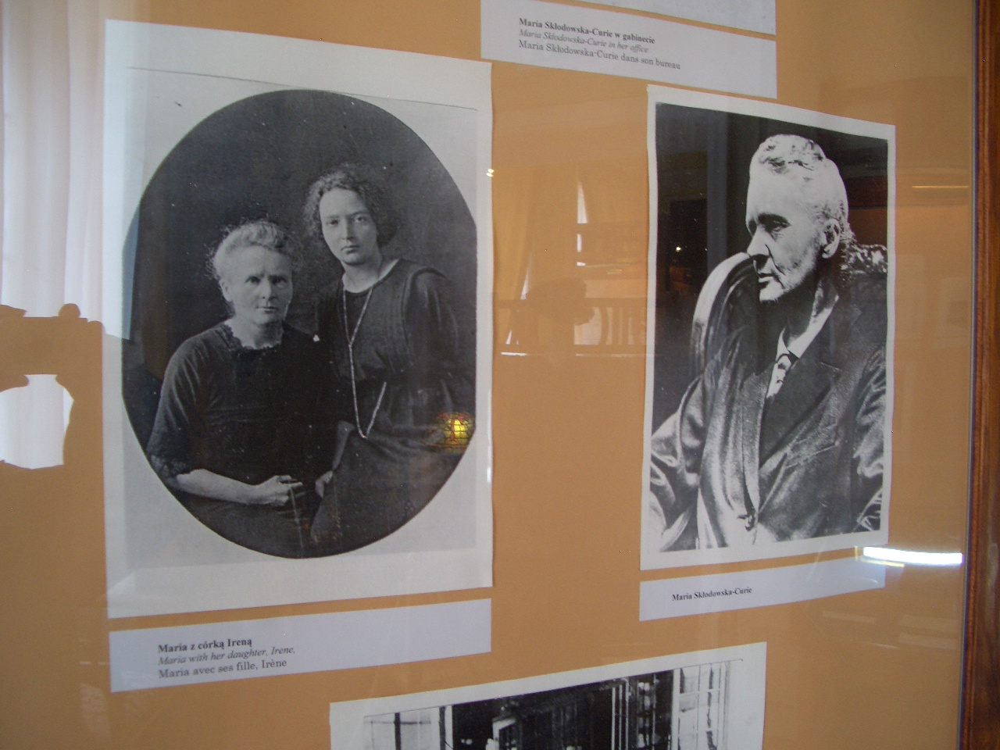 Maria Skłodowska-Curie w gabinecie
Maria Skłodowska-Curie in her office
Maria Skłodowska-Curie dans son bureau
Maria Skłodowska-Curie
Maria z córką Ireną
Maria with her daughter, Irene,
Maria avec ses fille, Irène